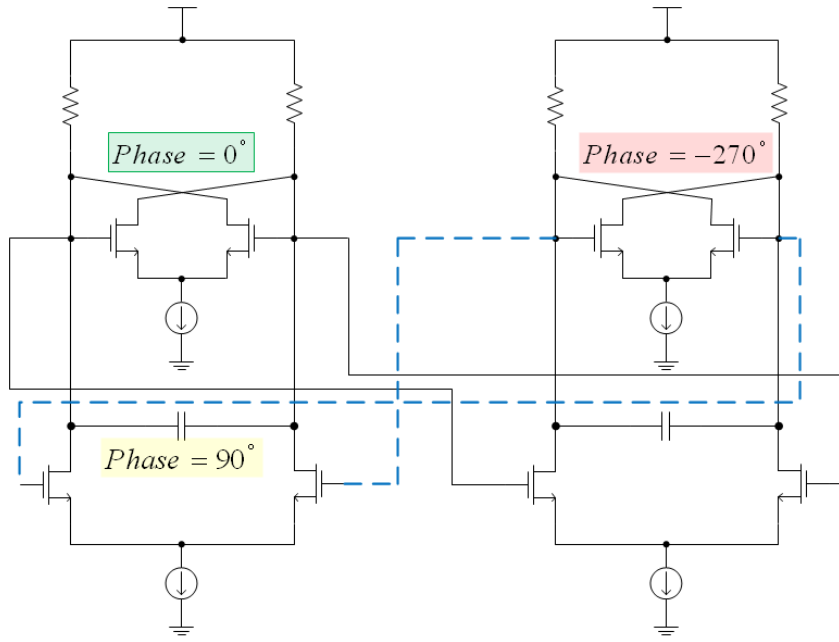 Phase = 0°
Phase = −270°
Phase = 90°